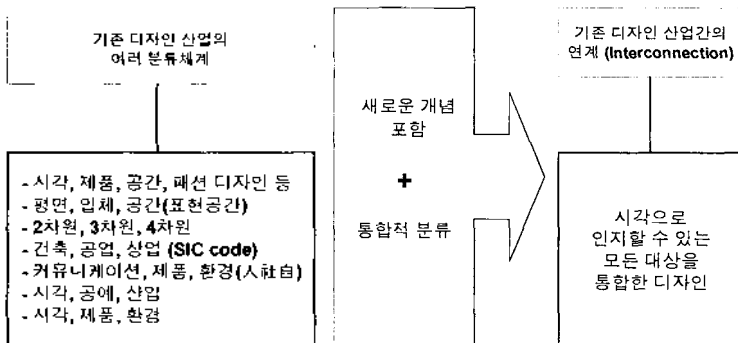 기존 디자인 산업의
여러 분류체계
- 시각, 제품, 공간, 패션 디자인 등
- 평면, 입체, 공간(표현공간)
- 2차원, 3차원, 4차원
- 건축, 공업, 상업 (SIC code)
- 커뮤니케이션, 제품, 환경(人社自)
- 시각, 공예, 산업
- 시각, 제품, 환경
새로운 개념
포함
+
통합적 분류
기존 디자인 산업간의
연계 (Interconnection)
시각으로
인지할 수 있는
모든 대상을
통합한 디자인